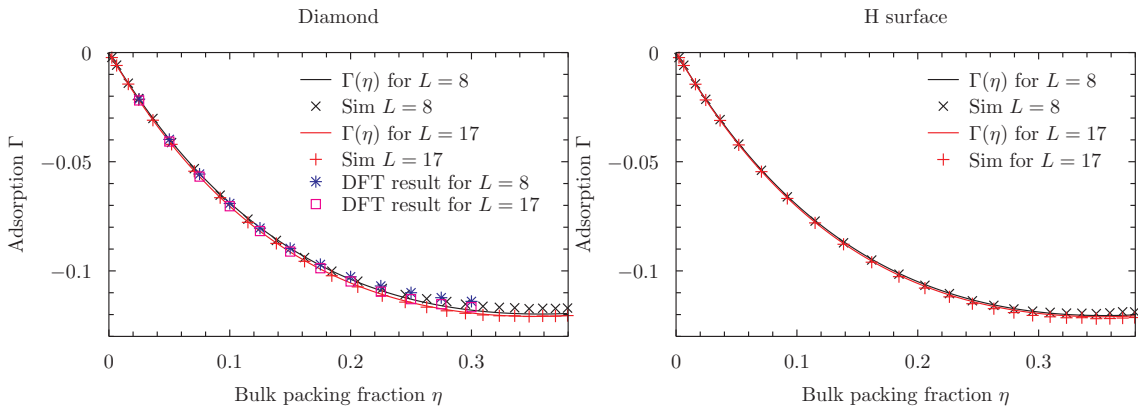 Diamond
0
−0.05
−0.1
Adsorption Γ
Γ(η) for L = 8
Sim L = 8
Γ(η) for L = 17
Sim L = 17
DFT result for L = 8
DFT result for L = 17
0 0.1 0.2 0.3
Bulk packing fraction η
H surface
0
−0.05
−0.1
Adsorption Γ
Γ(η) for L = 8
Sim L = 8
Γ(η) for L = 17
Sim for L = 17
0 0.1 0.2 0.3
Bulk packing fraction η